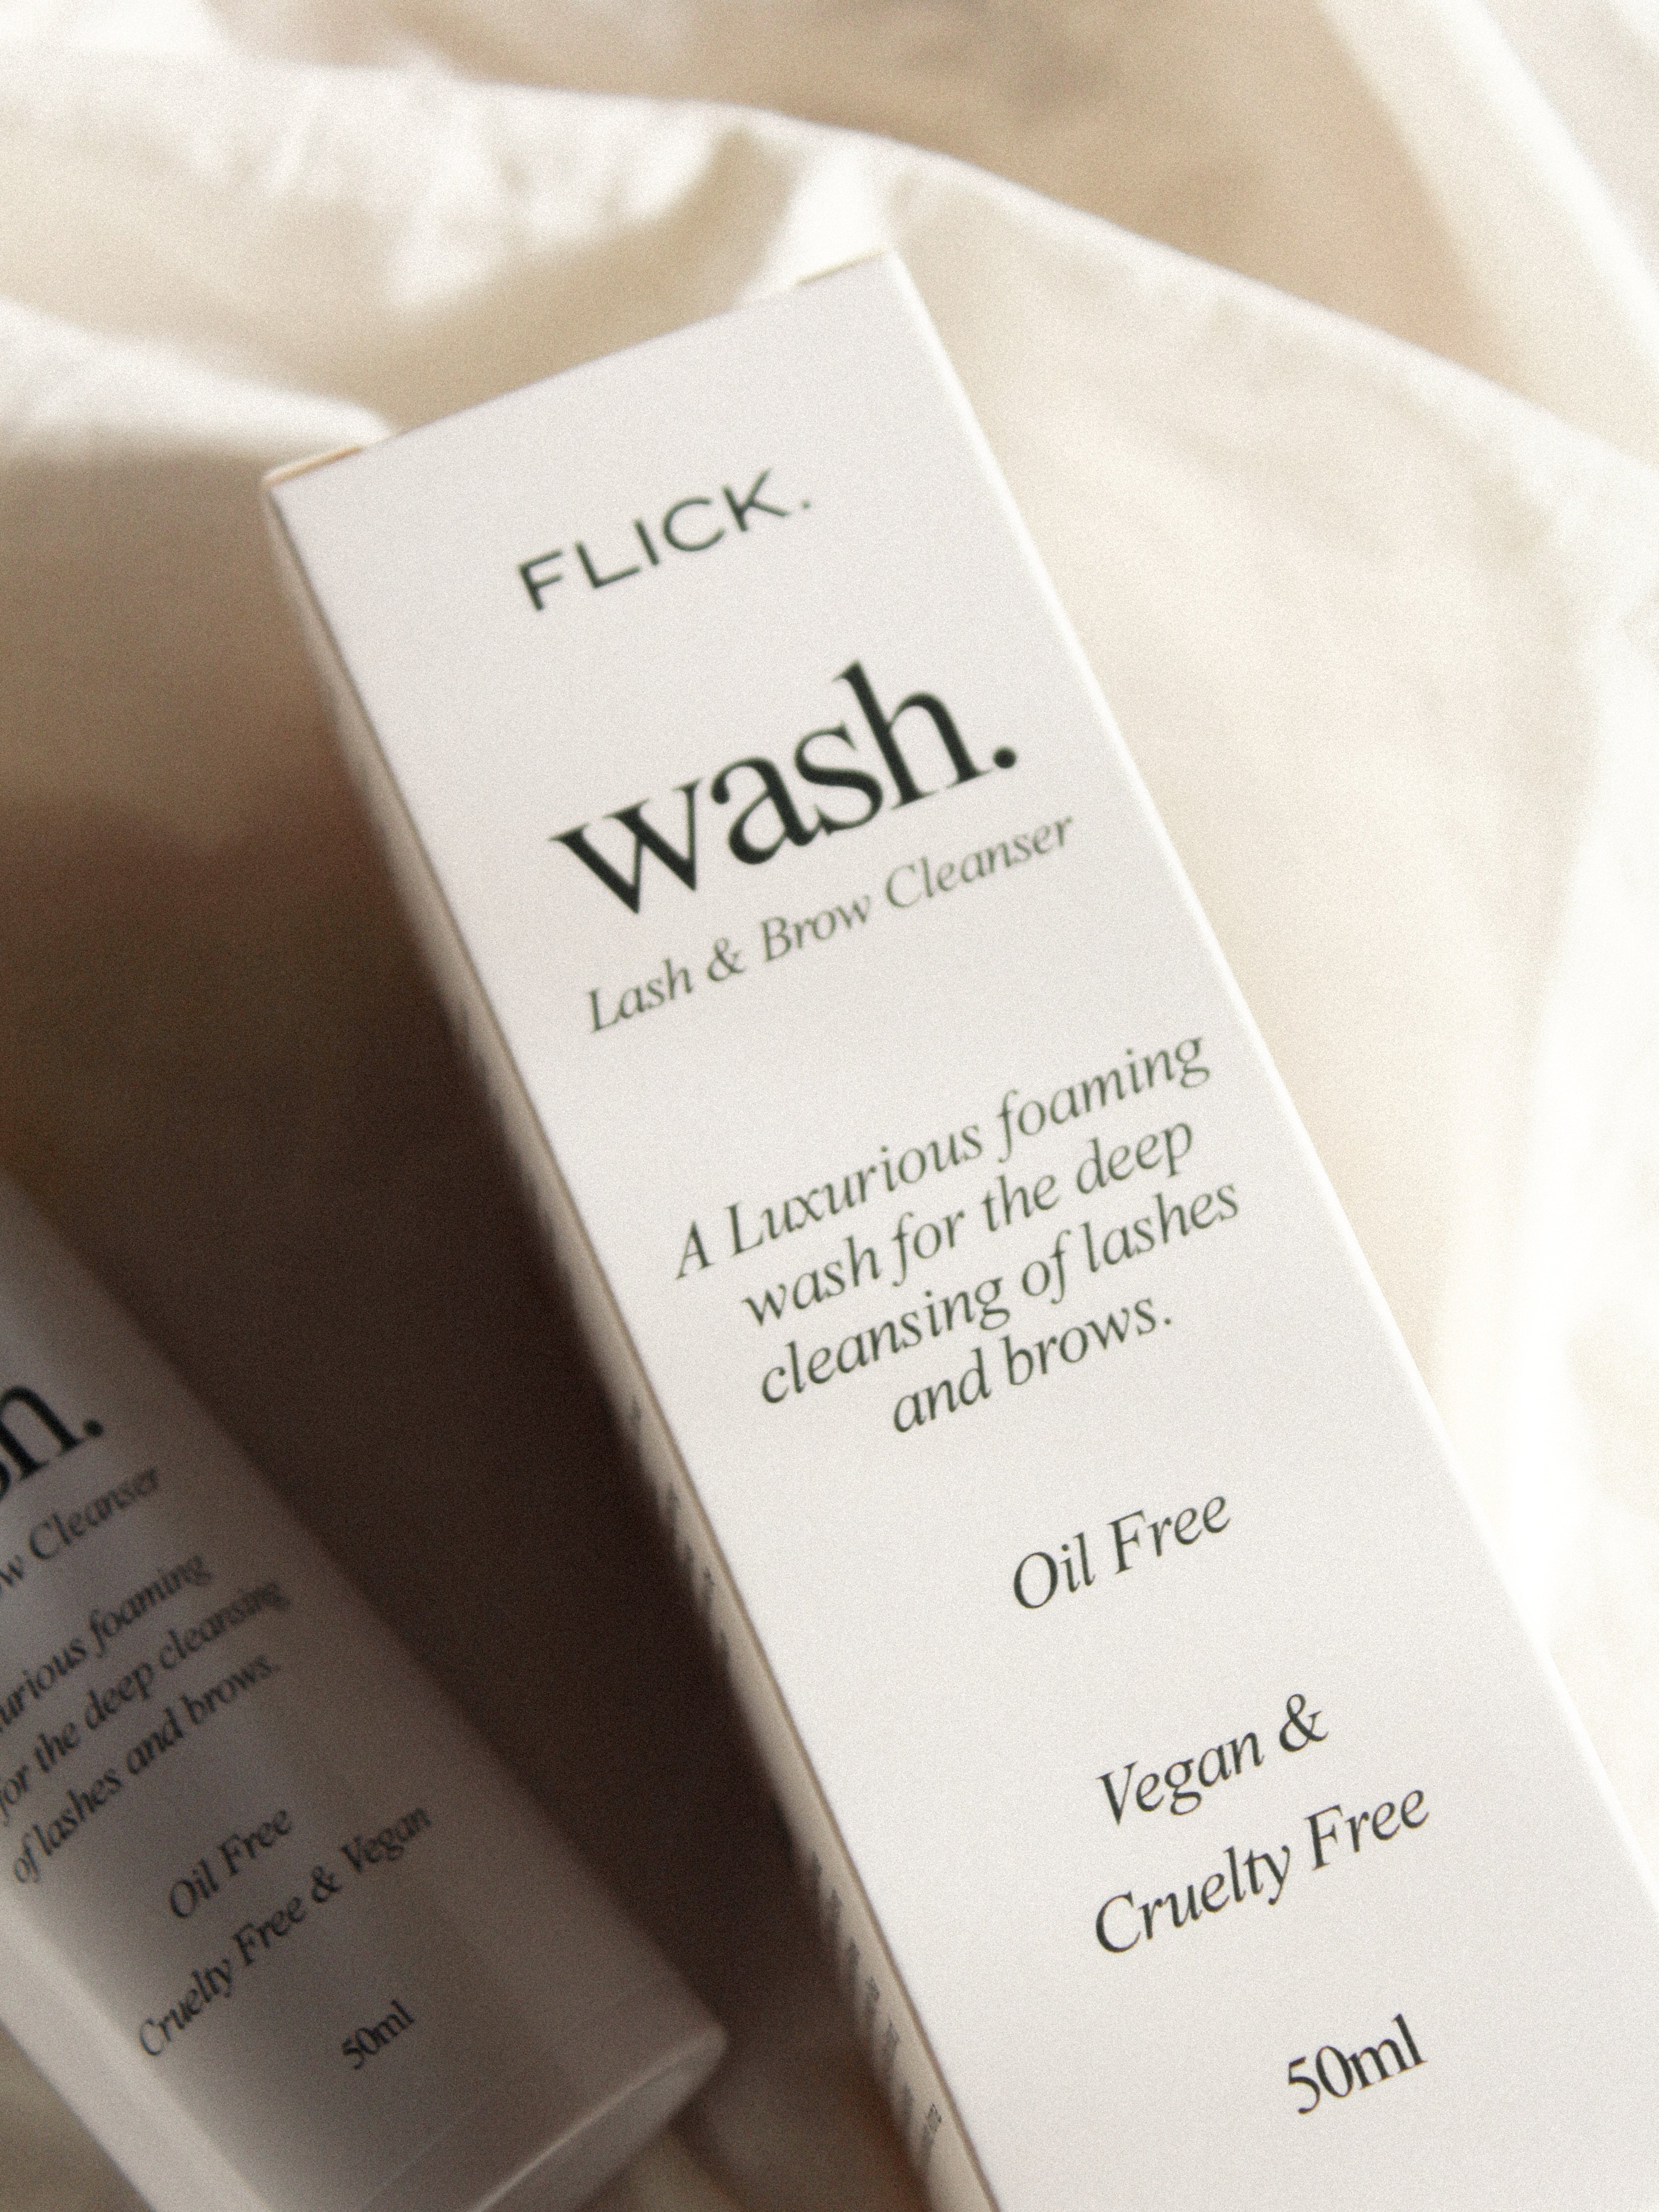 FLICK.
wash.
Lash & Brow Cleanser
A Luxurious foaming
wash for the deep
cleansing of lashes
and brows.
Oil Free
Vegan &
Cruelty Free
50ml
Cleanser
foaming
for the deep cleansing
of lashes and brows.
Oil Free
Cruelty Free & Vegan
50ml